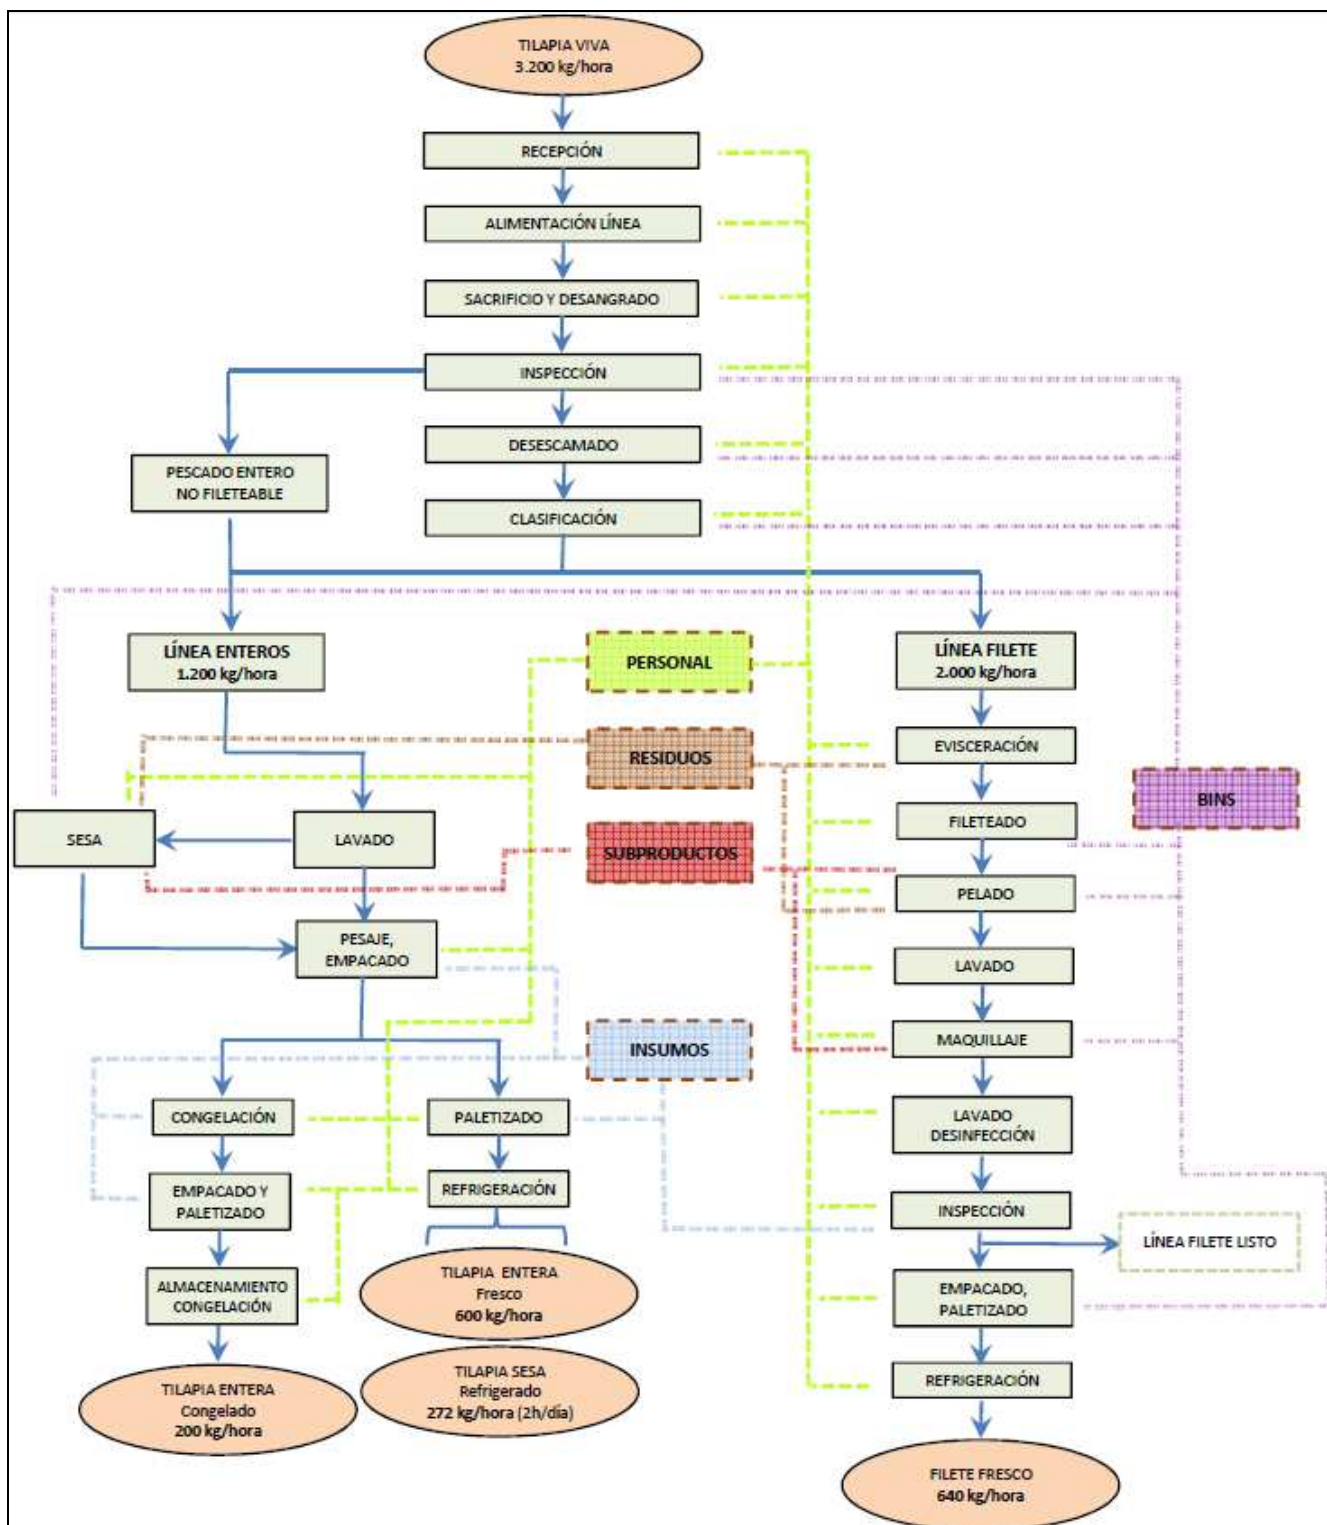 TILAPIA VIVA
3.200 kg/hora
RECEPCIÓN
ALIMENTACIÓN LÍNEA
SACRIFICIO Y DESANGRADO
INSPECCIÓN
DESESCAMADO
PESCADO ENTERO
NO FILETEABLE
CLASIFICACIÓN
LÍNEA ENTEROS
1.200 kg/hora
PERSONAL
LÍNEA FILETE
2.000 kg/hora
RESIDUOS
EVISCERACIÓN
BINS
SESA
LAVADO
SUBPRODUCTOS
FILETEADO
PELADO
PESAJE,
EMPACADO
LAVADO
INSUMOS
MAQUILLAJE
CONGELACIÓN
PALETIZADO
LAVADO
DESINFECCIÓN
EMPACADO Y
PALETIZADO
REFRIGERACIÓN
INSPECCIÓN
LÍNEA FILETE LISTO
ALMACENAMIENTO
CONGELACIÓN
TILAPIA ENTERA
Fresco
600 kg/hora
EMPACADO,
PALETIZADO
TILAPIA ENTERA
Congelado
200 kg/hora
TILAPIA SESA
Refrigerado
272 kg/hora (2h/día)
REFRIGERACIÓN
FILETE FRESCO
640 kg/hora